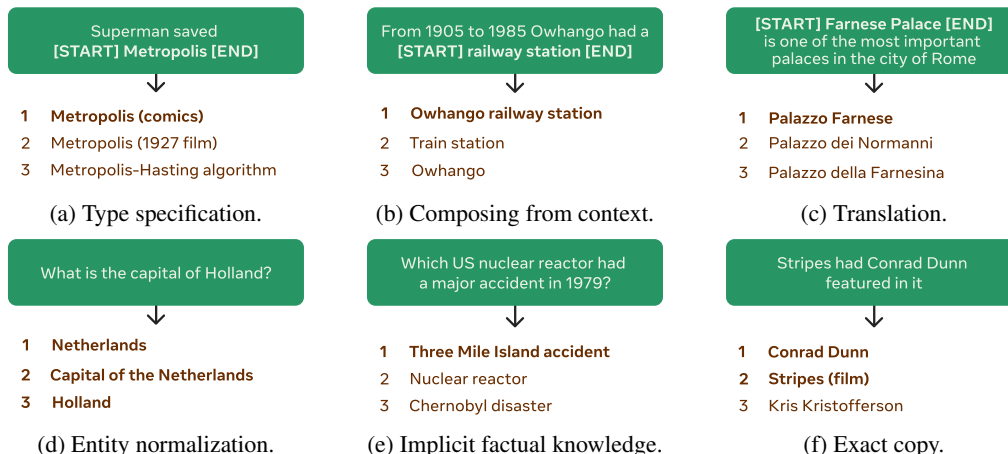 Superman saved
[START] Metropolis [END]
1 Metropolis (comics)
2 Metropolis (1927 film)
3 Metropolis-Hasting algorithm
(a) Type specification.
From 1905 to 1985 Owhango had a
[START] railway station [END]
1 Owhango railway station
2 Train station
3 Owhango
(b) Composing from context.
[START] Farnese Palace [END]
is one of the most important
palaces in the city of Rome
1 Palazzo Farnese
2 Palazzo dei Normanni
3 Palazzo della Farnesina
(c) Translation.
What is the capital of Holland?
1 Netherlands
2 Capital of the Netherlands
3 Holland
(d) Entity normalization.
Which US nuclear reactor had
a major accident in 1979?
1 Three Mile Island accident
2 Nuclear reactor
3 Chernobyl disaster
(e) Implicit factual knowledge.
Stripes had Conrad Dunn
featured in it
1 Conrad Dunn
2 Stripes (film)
3 Kris Kristofferson
(f) Exact copy.